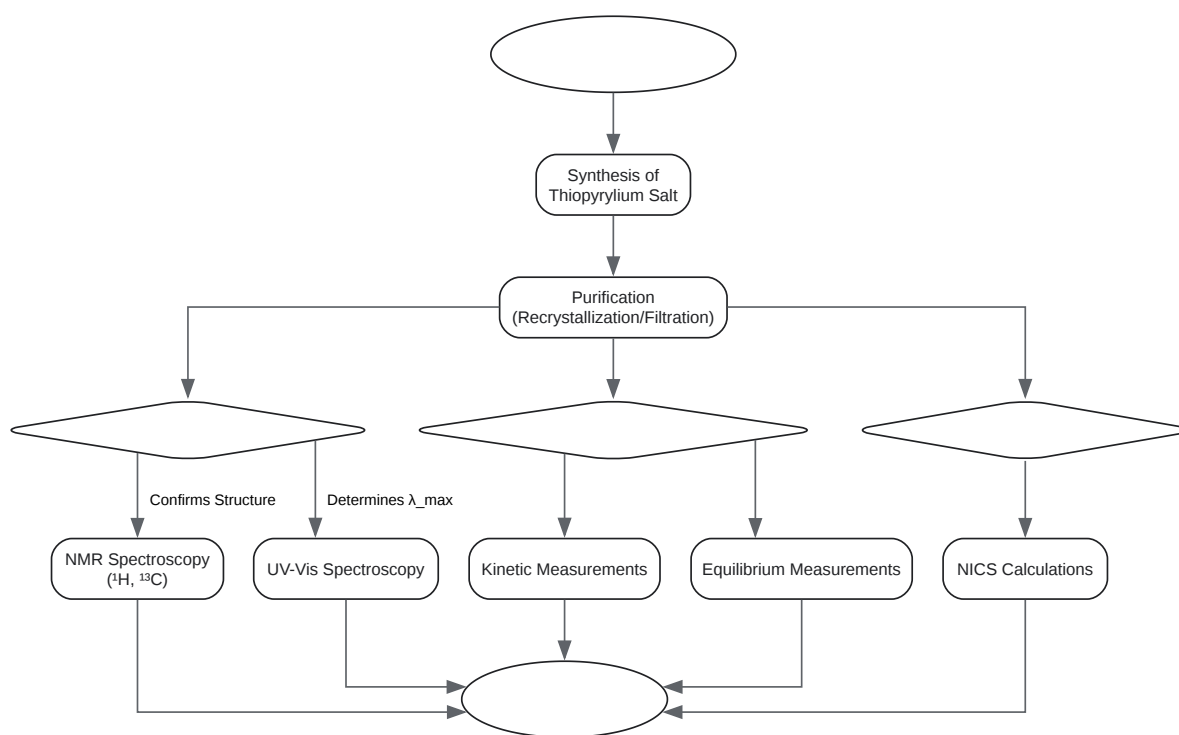 Synthesis of
Thiopyrylium Salt
Purification
(Recrystallization/Filtration)
Confirms Structure
Determines λ_max
NMR Spectroscopy
(¹H, ¹³C)
UV-Vis Spectroscopy
Kinetic Measurements
Equilibrium Measurements
NICS Calculations